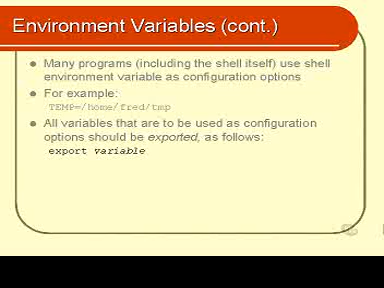 Environment Variables (cont.)
Many programs (including the shell itself) use shell
environment variable as configuration options
For example:
TEMP=/home/fred/tmp
All variables that are to be used as configuration
options should be exported, as follows:
export variable